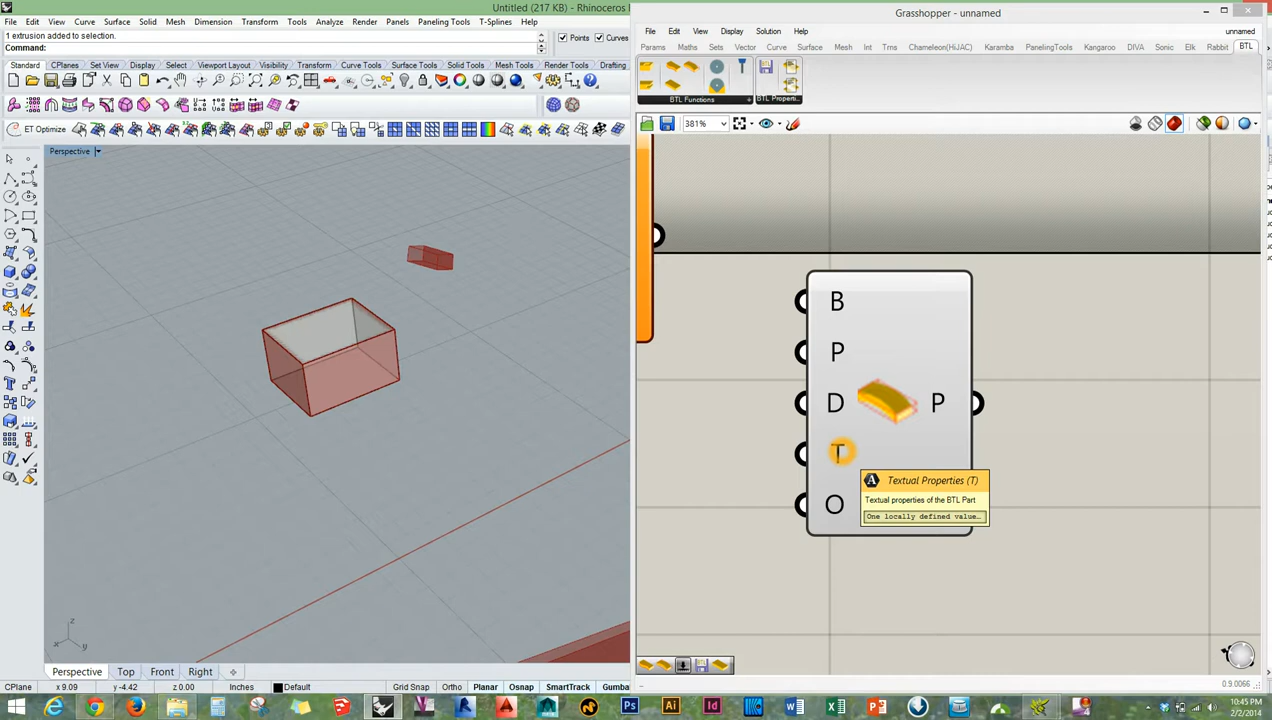 Untitled (217 KB) - Rhinoceros
File Edit View Curve Surface Solid Mesh Dimension Transform Tools Analyze Render Panels Paneling Tools T-Splines Help
1 extrusion added to selection.
Command:
Points Curves
Standard CPlanes Set View Display Select Viewport Layout Visibility Transform Curve Tools Surface Tools Solid Tools Mesh Tools Render Tools Drafting
ET Optimize
Perspective
z
x
y
Perspective Top Front Right
CPlane x 9.09 y -4.42 z 0.00 Inches Default Grid Snap Ortho Planar Osnap SmartTrack Gumba
Grasshopper - unnamed
File Edit View Display Solution Help unnamed
Params Maths Sets Vector Curve Surface Mesh Int Trns Chameleon(HiJAC) Karamba PanelingTools Kangaroo DIVA Sonic Elk Rabbit BTL
BTL Functions BTL Properti..
381%
B
P
D P
T
O
Textual Properties (T)
Textual properties of the BTL Part
One locally defined value…
0.9.0066
10:45 PM
2/2/2014